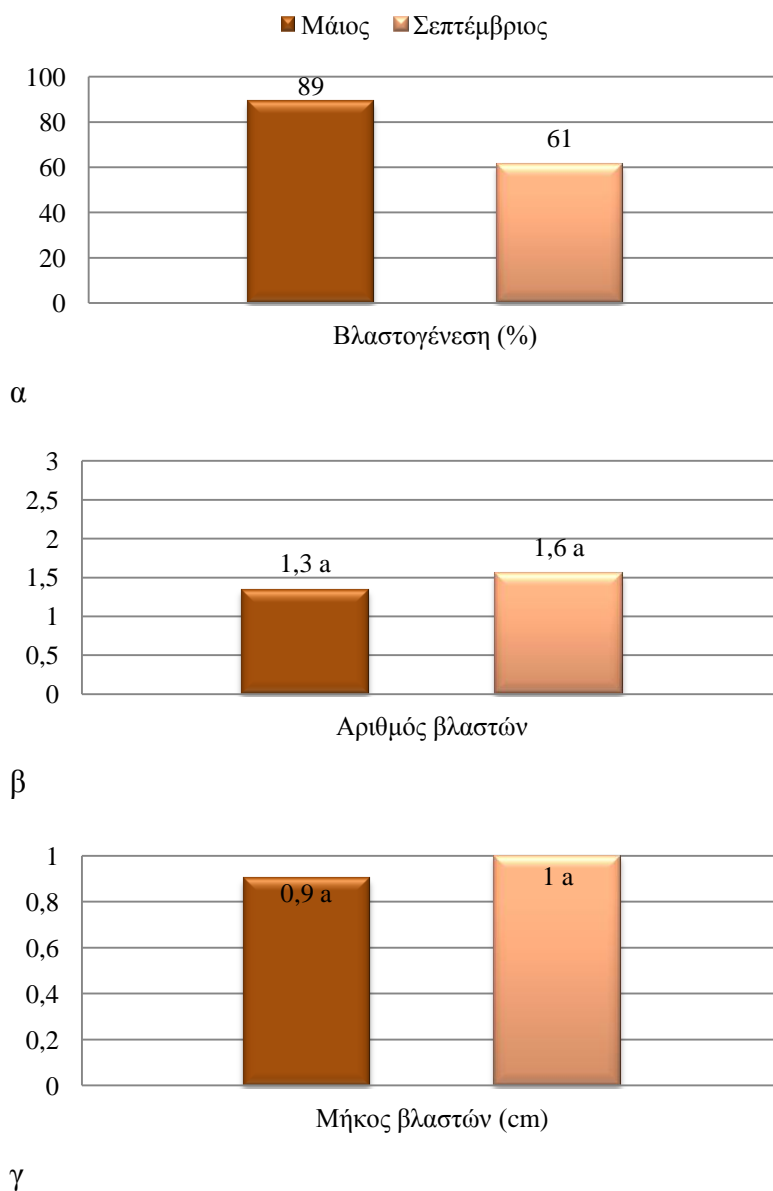 Μάιος Σεπτέμβριος
100
80
60
40
20
0
89
61
Βλαστογένεση (%)
α
3
2,5
2
1,5
1
0,5
0
1,3 a
1,6 a
Αριθμός βλαστών
β
1
0,8
0,6
0,4
0,2
0
0,9 a
1 a
Μήκος βλαστών (cm)
γ